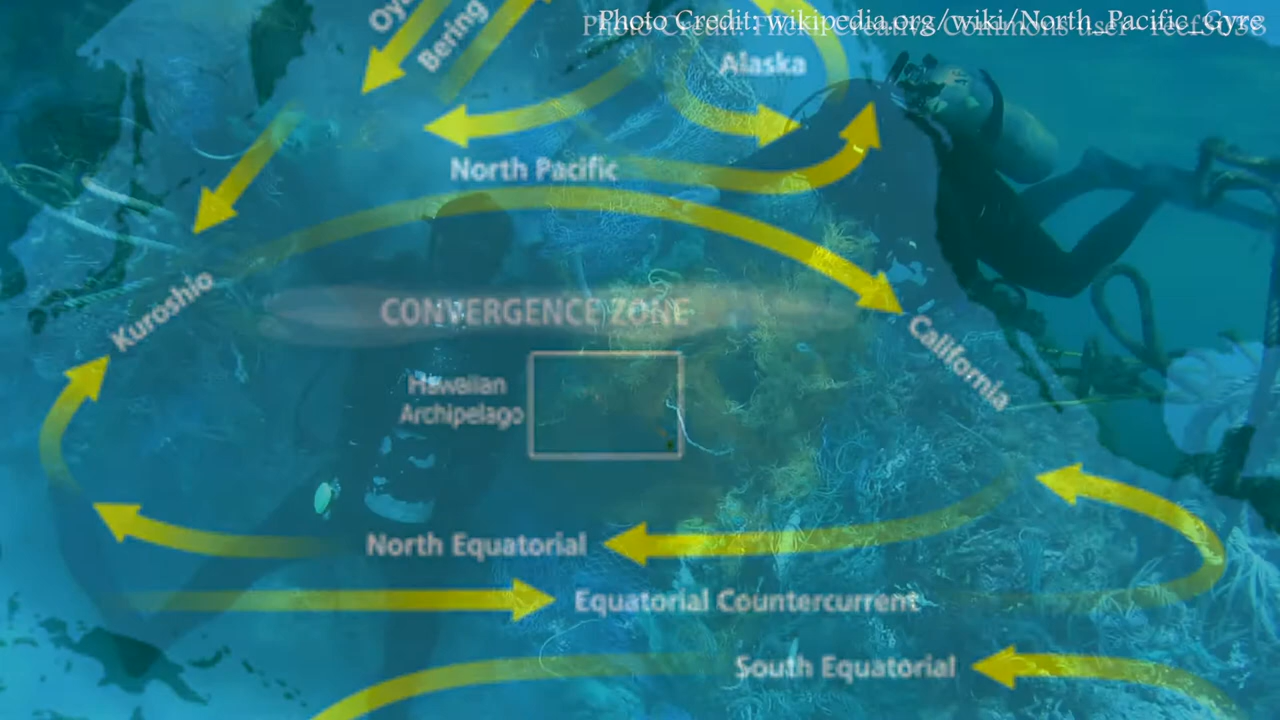 Photo Credit: wikipedia.org/wiki/North_Pacific_Gyre
Bering
Alaska
North Pacific
Kuroshio
CONVERGENCE ZONE
California
Hawaiian
Archipelago
North Equatorial
Equatorial Countercurrent
South Equatorial